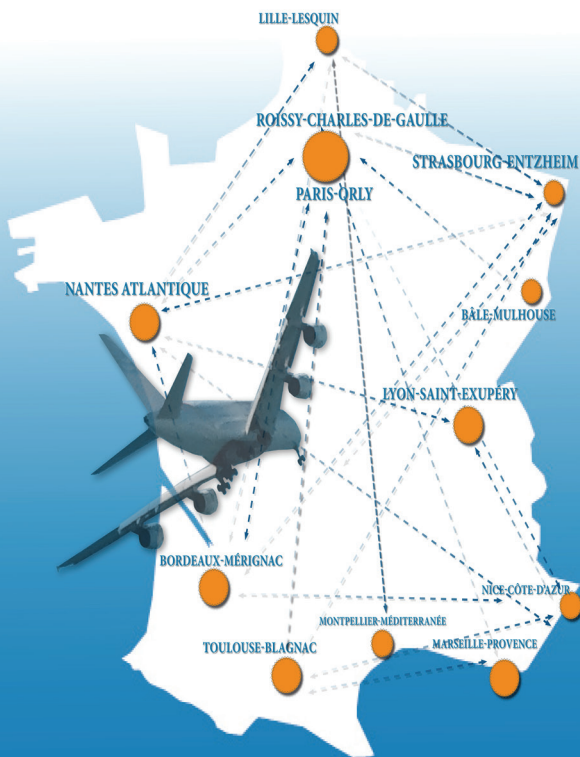 LILLE-LESQUIN
ROISSY-CHARLES-DE-GAULLE
STRASBOURG-ENTZHEIM
PARIS-ORLY
NANTES ATLANTIQUE
BÂLE-MULHOUSE
LYON-SAINT-EXUPÉRY
BORDEAUX-MÉRIGNAC
NICE-CÔTE-D'AZUR
MONTPELLIER-MÉDITERRANÉE
MARSEILLE-PROVENCE
TOULOUSE-BLAGNAC